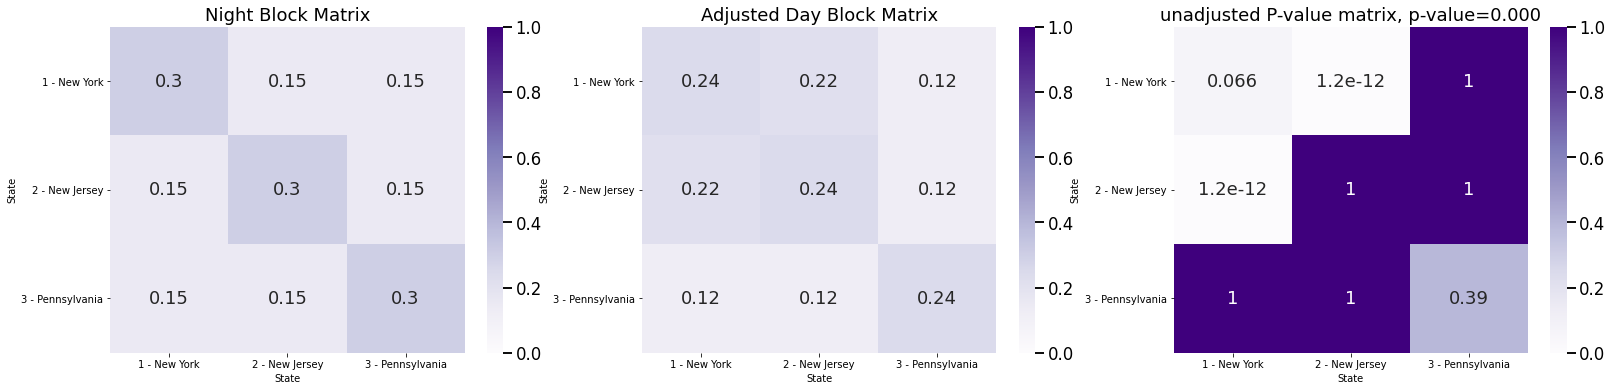 Night Block Matrix
State
1 - New York
2 - New Jersey
3 - Pennsylvania
0.3 0.15 0.15
0.15 0.3 0.15
0.15 0.15 0.3
1 - New York 2 - New Jersey 3 - Pennsylvania
State
1.0
0.8
0.6
0.4
0.2
0.0
Adjusted Day Block Matrix
State
1 - New York
2 - New Jersey
3 - Pennsylvania
0.24 0.22 0.12
0.22 0.24 0.12
0.12 0.12 0.24
1 - New York 2 - New Jersey 3 - Pennsylvania
State
1.0
0.8
0.6
0.4
0.2
0.0
unadjusted P-value matrix, p-value=0.000
State
1 - New York
2 - New Jersey
3 - Pennsylvania
0.066 1.2e-12 1
1.2e-12 1 1
1 1 0.39
1 - New York 2 - New Jersey 3 - Pennsylvania
State
1.0
0.8
0.6
0.4
0.2
0.0